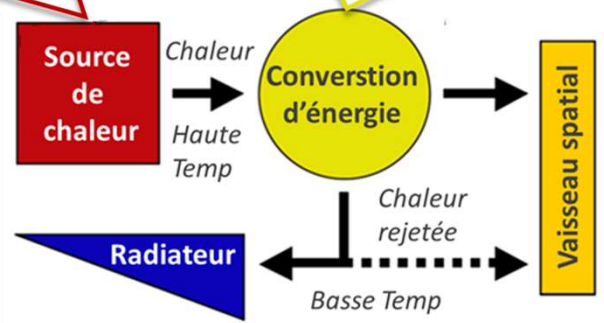 Source
de
chaleur
Chaleur
Haute
Temp
Converstion
d'énergie
Vaisseau spatial
Chaleur
rejetée
Radiateur
Basse Temp